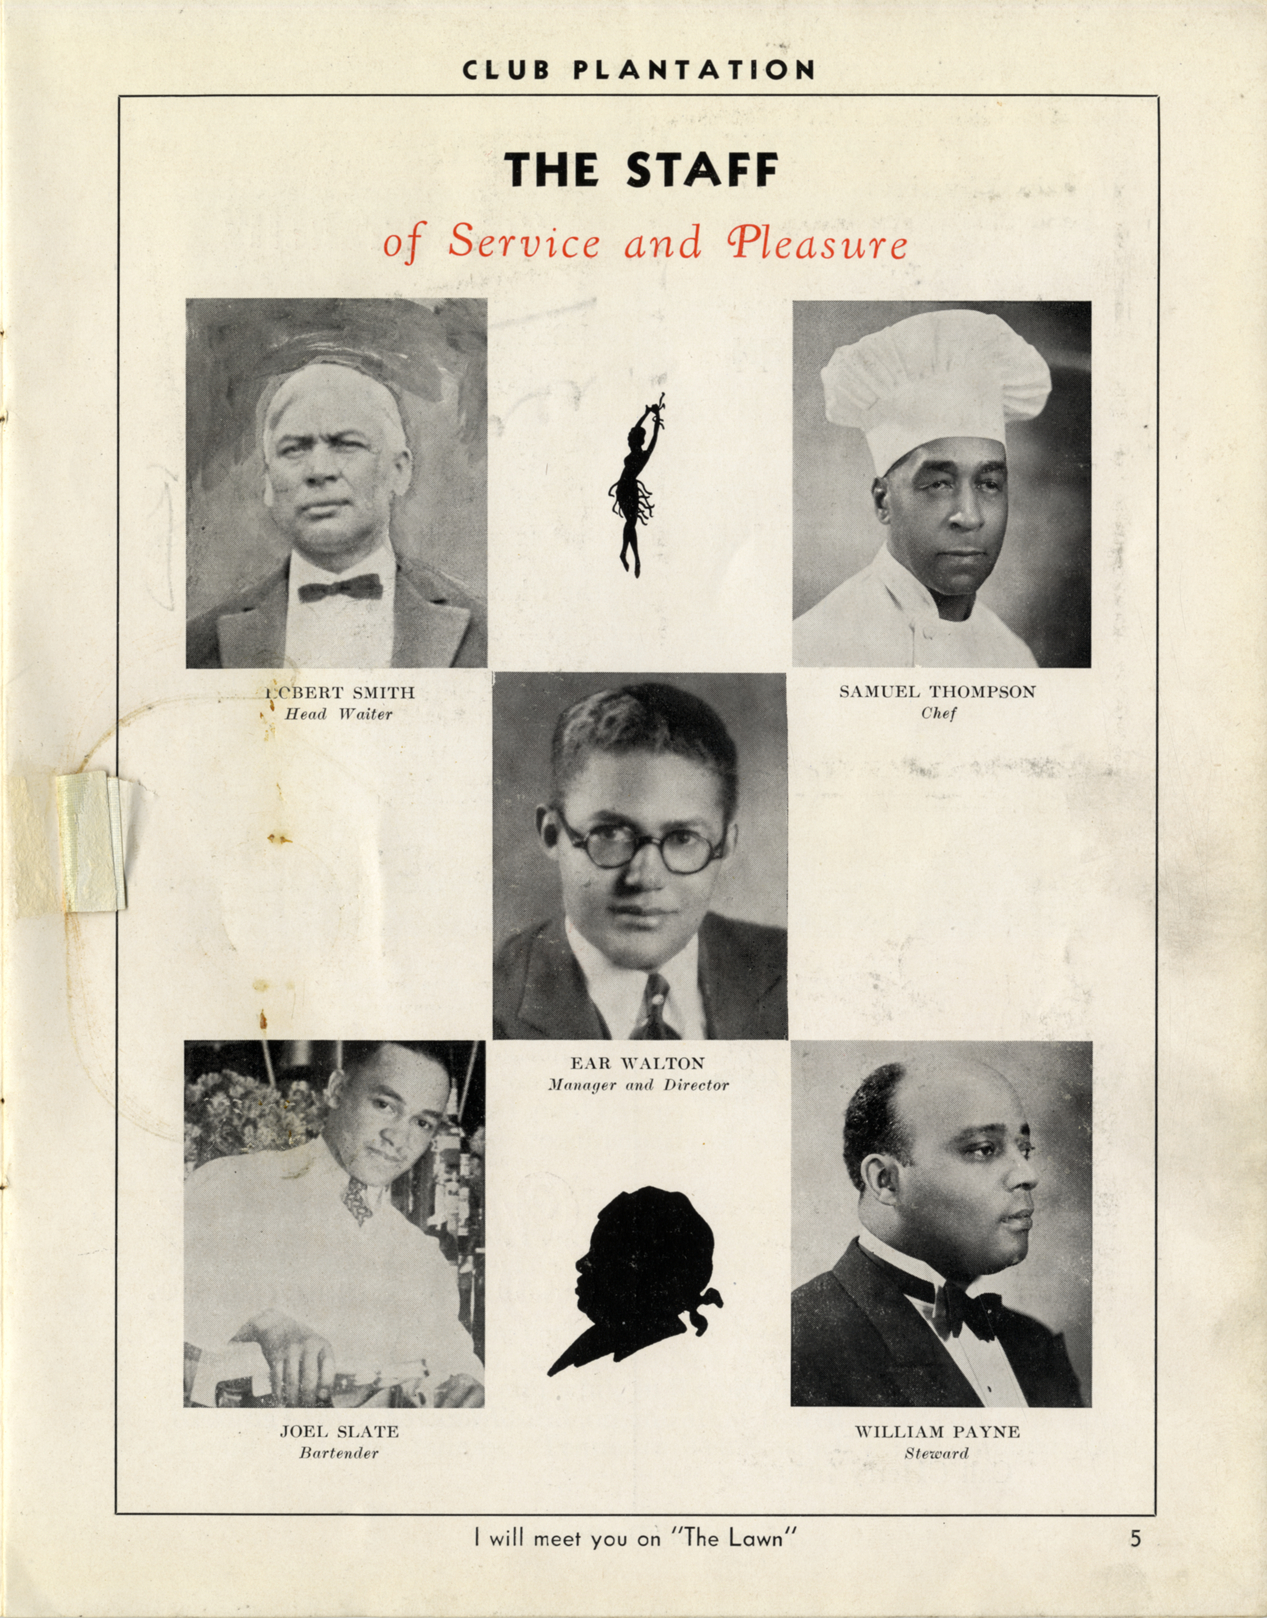 CLUB PLANTATION
THE STAFF
of Service and Pleasure
ROBERT SMITH
Head Waiter
SAMUEL THOMPSON
Chef
EAR WALTON
Manager and Director
JOEL SLATE
Bartender
WILLIAM PAYNE
Steward
I will meet you on "The Lawn"
5